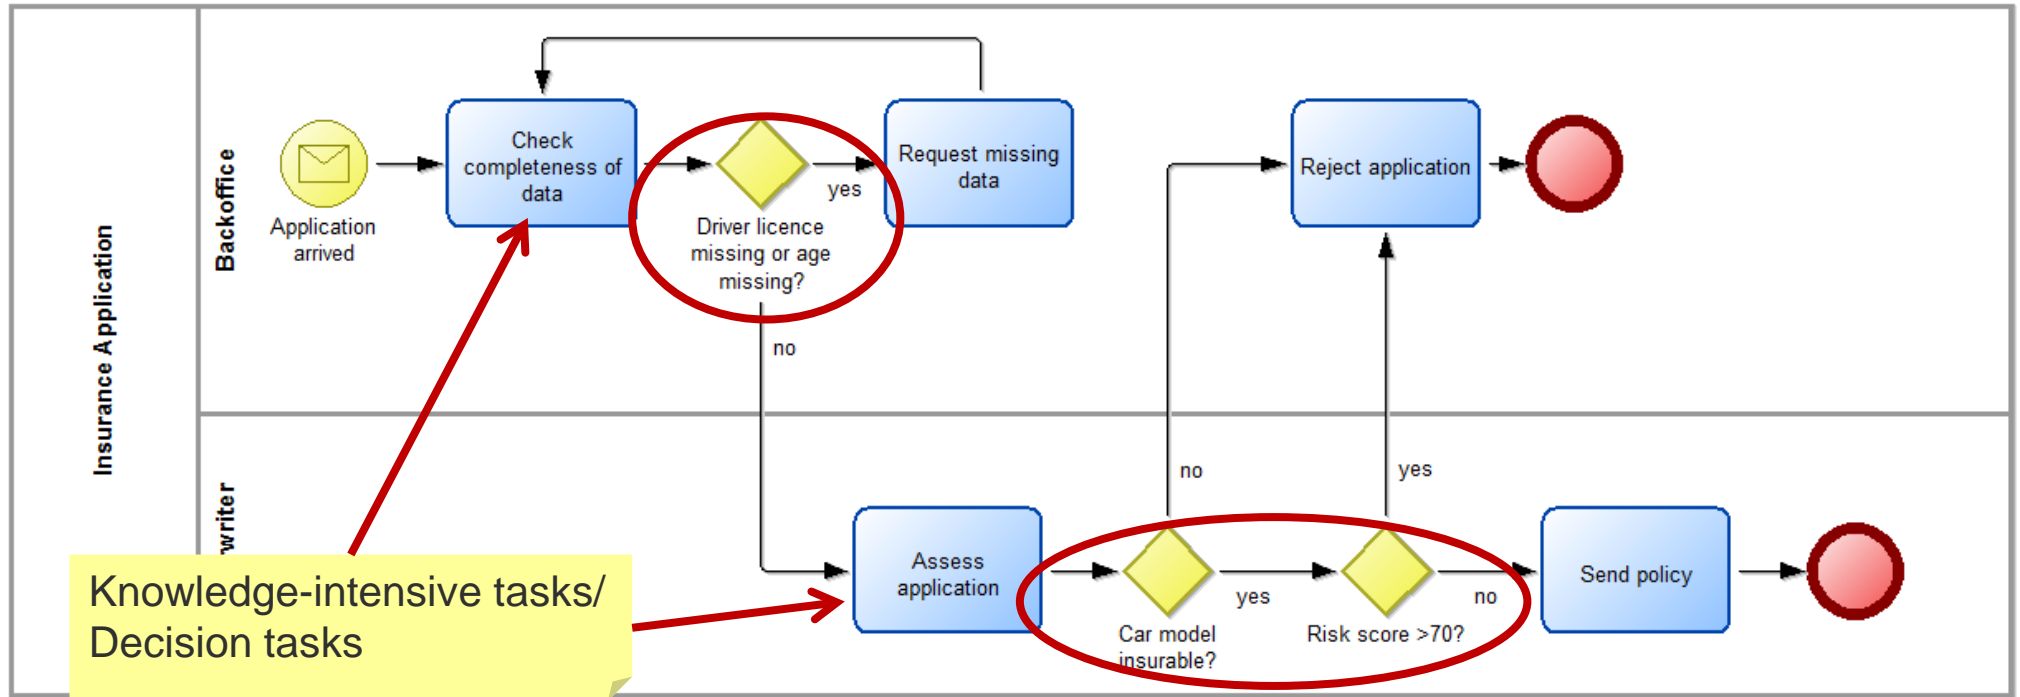 Insurance Application
Backoffice
Application
arrived
Check
completeness of
data
Driver licence
missing or age
missing?
yes
no
Request missing
data
Reject application
writer
Assess
application
Car model
insurable?
no
yes
Risk score >70?
yes
no
Send policy
Knowledge-intensive tasks/
Decision tasks